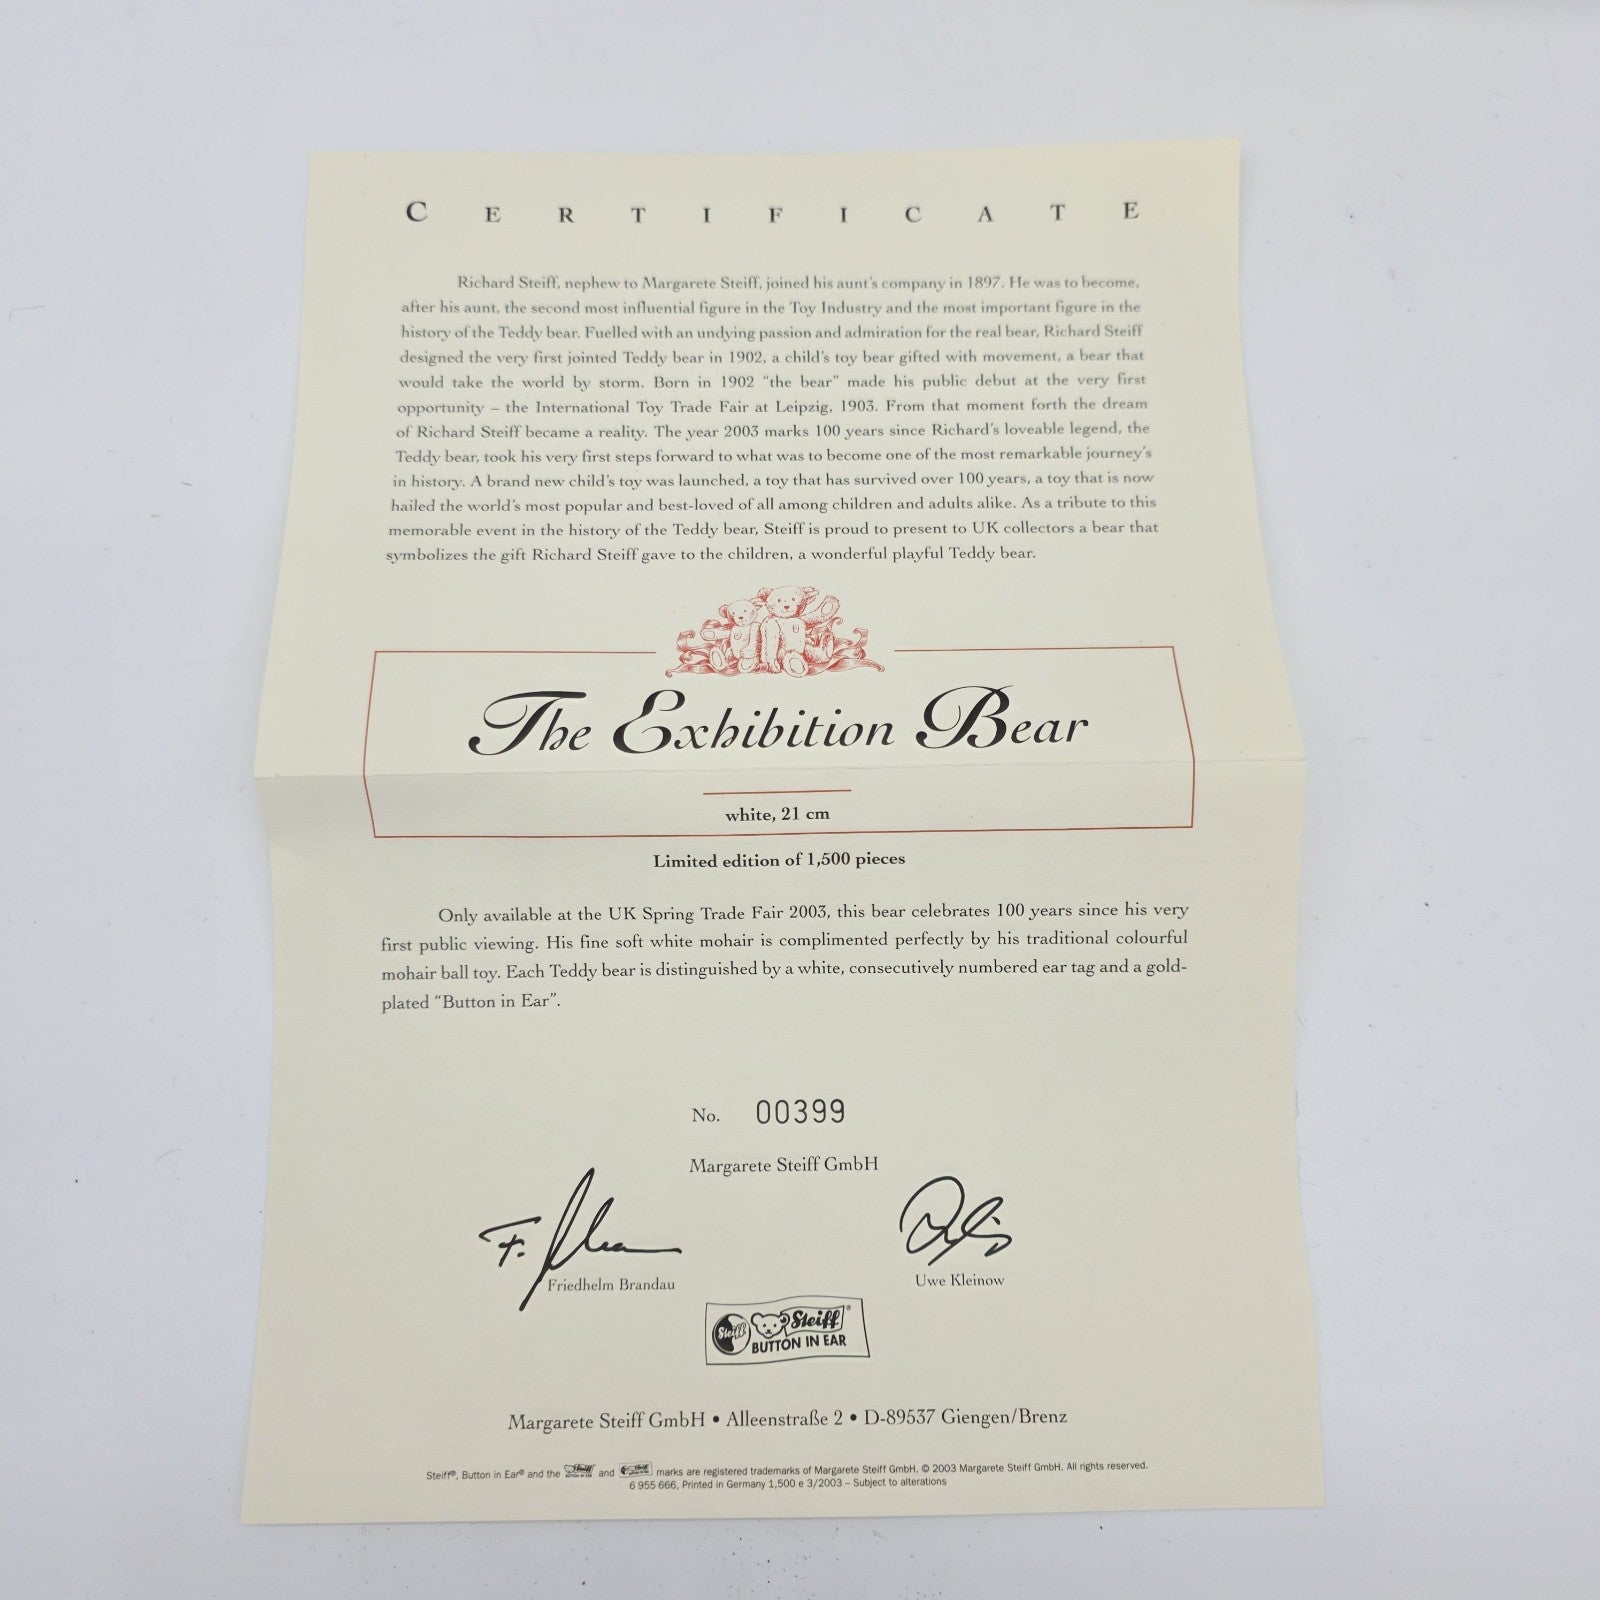 CERTIFICATE
Richard Steiff, nephew to Margarete Steiff, joined his aunt's company in 1897. He was to become,
after his aunt, the second most influential figure in the Toy Industry and the most important figure in the
history of the Teddy bear. Fuelled with an undying passion and admiration for the real bear, Richard Steiff
designed the very first jointed Teddy bear in 1902, a child's toy bear gifted with movement, a bear that
would take the world by storm. Born in 1902 "the bear" made his public debut at the very first
opportunity – the International Toy Trade Fair at Leipzig, 1903. From that moment forth the dream
of Richard Steiff became a reality. The year 2003 marks 100 years since Richard's loveable legend, the
Teddy bear, took his very first steps forward to what was to become one of the most remarkable journey's
in history. A brand new child's toy was launched, a toy that has survived over 100 years, a toy that is now
hailed the world's most popular and best-loved of all among children and adults alike. As a tribute to this
memorable event in the history of the Teddy bear, Steiff is proud to present to UK collectors a bear that
symbolizes the gift Richard Steiff gave to the children, a wonderful playful Teddy bear.
The Exhibition Bear
white, 21 cm
Limited edition of 1,500 pieces
Only available at the UK Spring Trade Fair 2003, this bear celebrates 100 years since his very
first public viewing. His fine soft white mohair is complimented perfectly by his traditional colourful
mohair ball toy. Each Teddy bear is distinguished by a white, consecutively numbered ear tag and a gold-
plated "Button in Ear".
No. 00399
Margarete Steiff GmbH
Friedhelm Brandau
Uwe Kleinow
Steiff Steiff®
BUTTON IN EAR
Margarete Steiff GmbH • Alleenstraße 2 • D-89537 Giengen/Brenz
Steiff®, Button in Ear® and the and marks are registered trademarks of Margarete Steiff GmbH, © 2003 Margarete Steiff GmbH. All rights reserved.
6 955 666, Printed in Germany 1,500 e 3/2003 – Subject to alterations